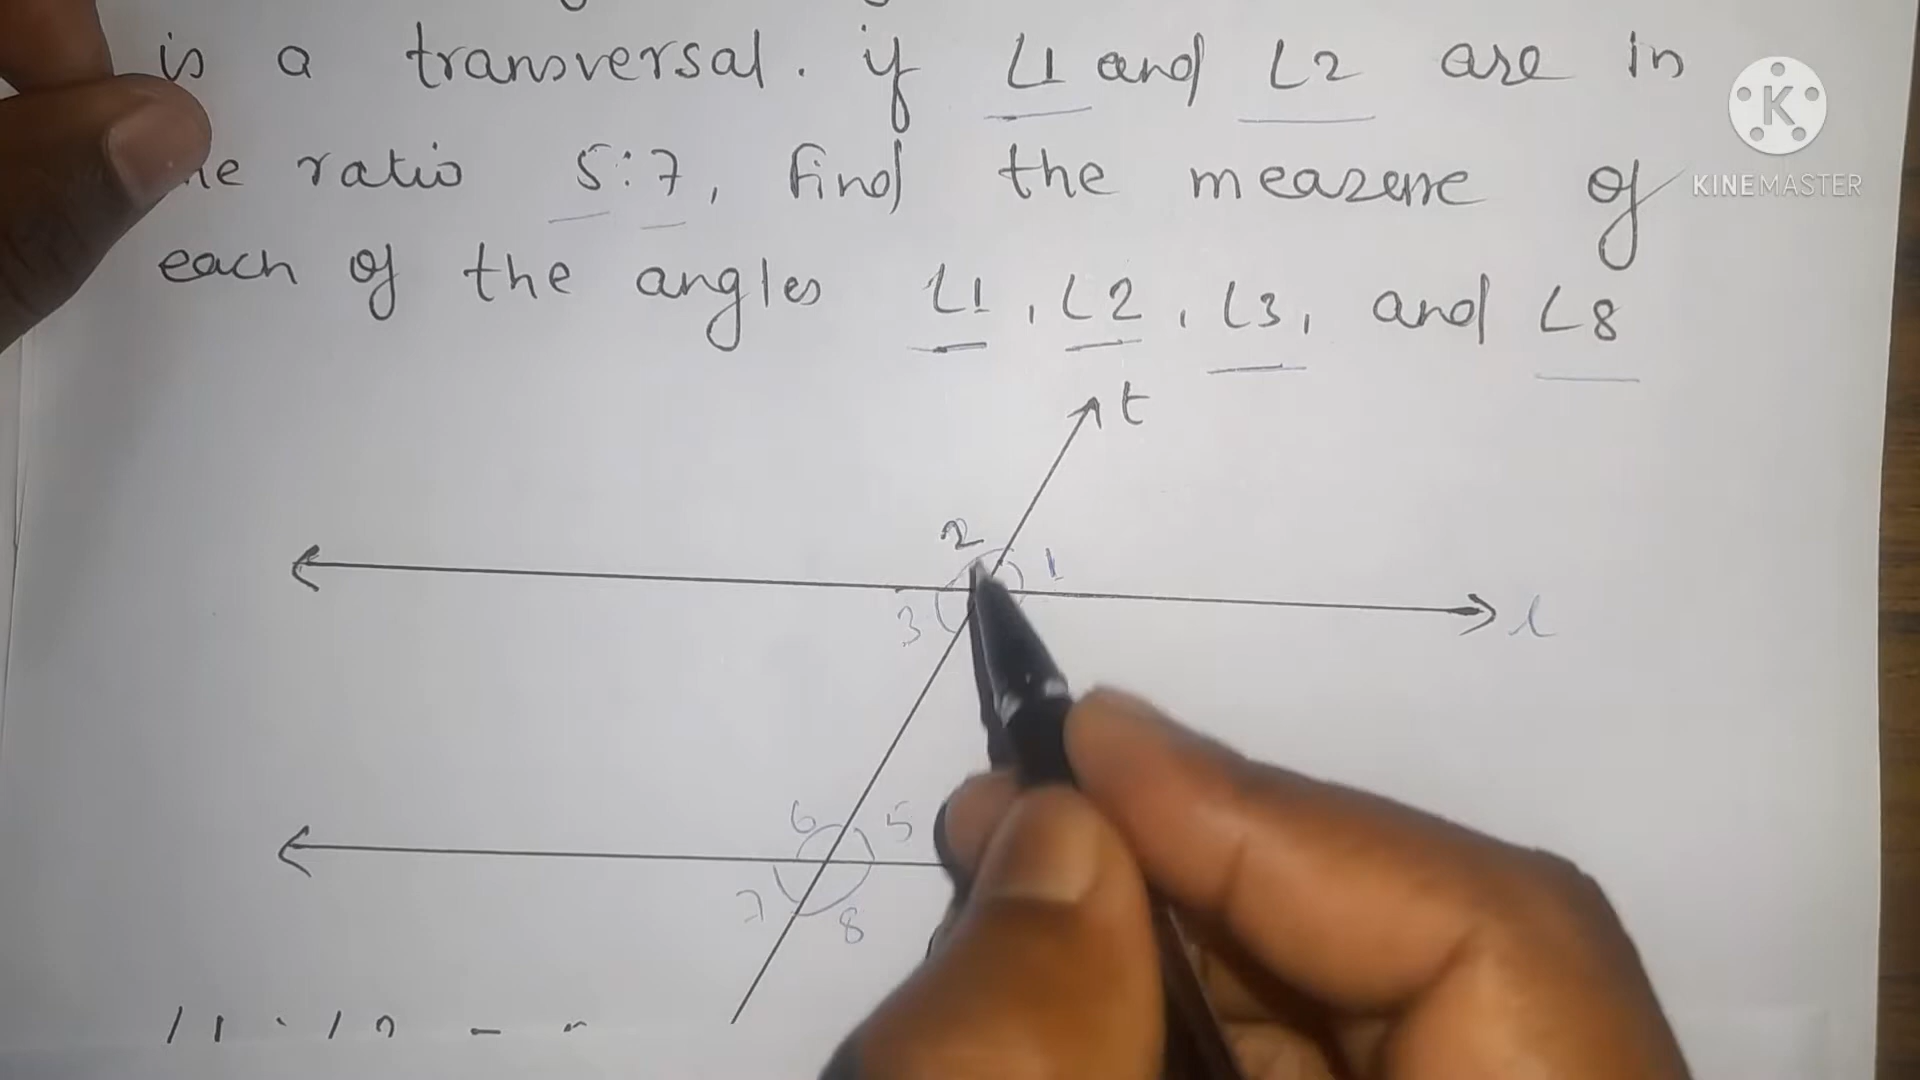 is a transversal. if ∠1 and ∠2 are in
ratio 5:7, find the measure of
each of the angles ∠1, ∠2, ∠3, and ∠8
K
KINEMASTER
t
2
1
3
l
6
5
7
8